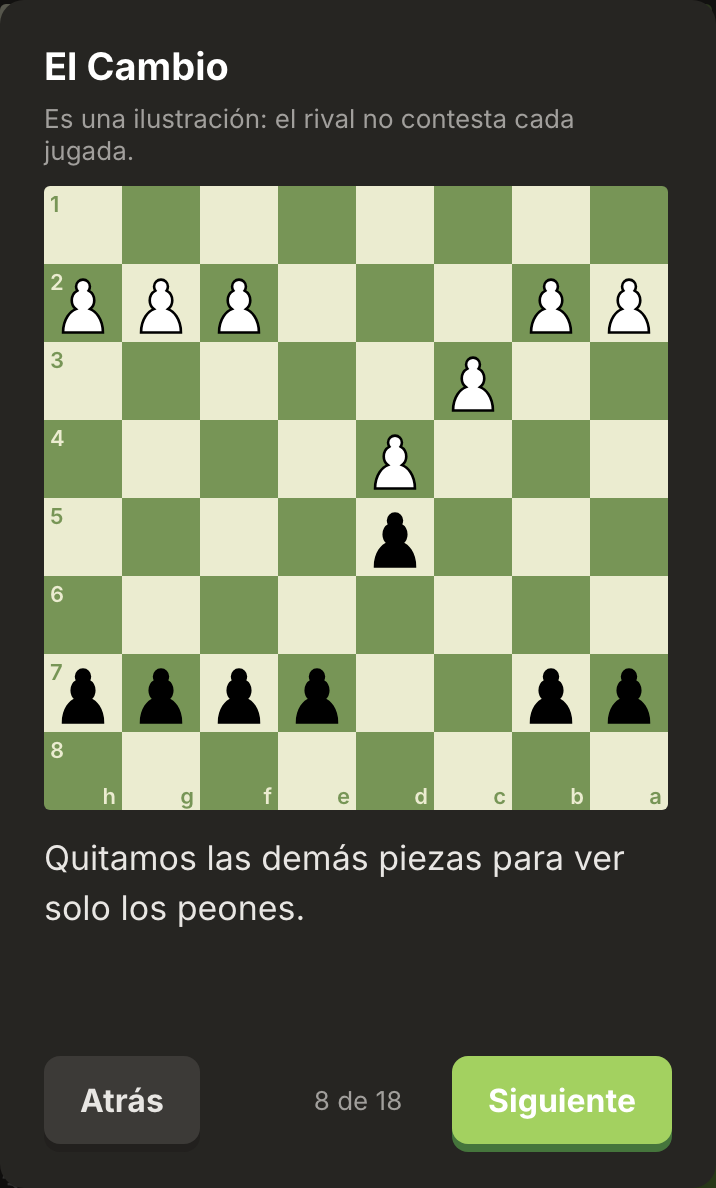 El Cambio
Es una ilustración: el rival no contesta cada
jugada.
1
2
3
4
5
6
7
8
h g f e d c b a
Quitamos las demás piezas para ver
solo los peones.
Atrás 8 de 18 Siguiente